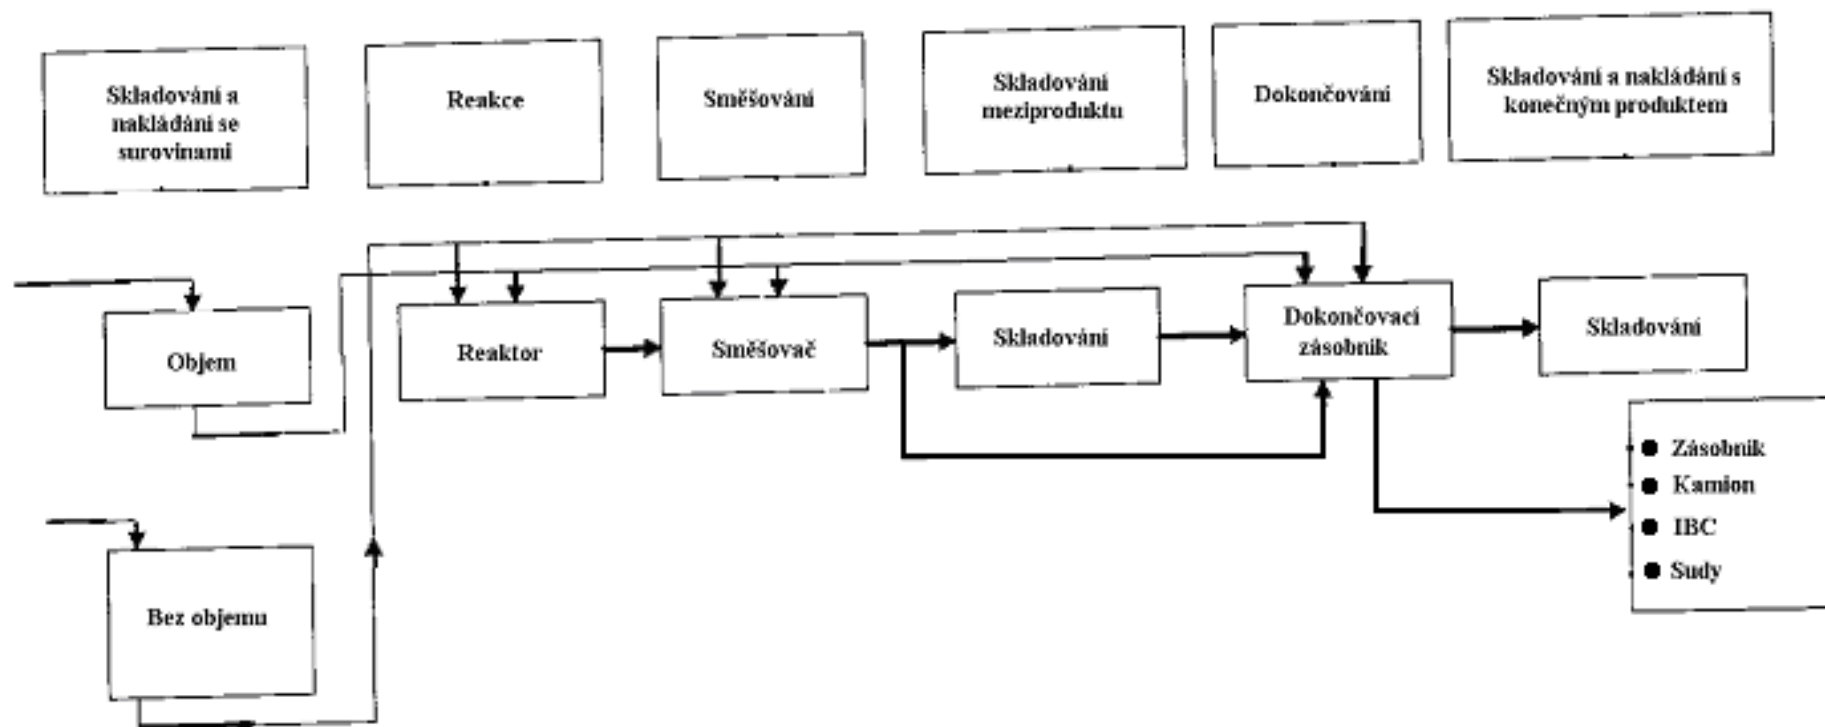 Skladování a
nakládání se
surovinami
Reakce
Směšování
Skladování
meziproduktu
Dokončování
Skladování a nakládání s
konečným produktem
Objem
Reaktor
Směšovač
Skladování
Dokončovací
zásobník
Skladování
Zásobník
Kamion
IBC
Sudy
Bez objemu